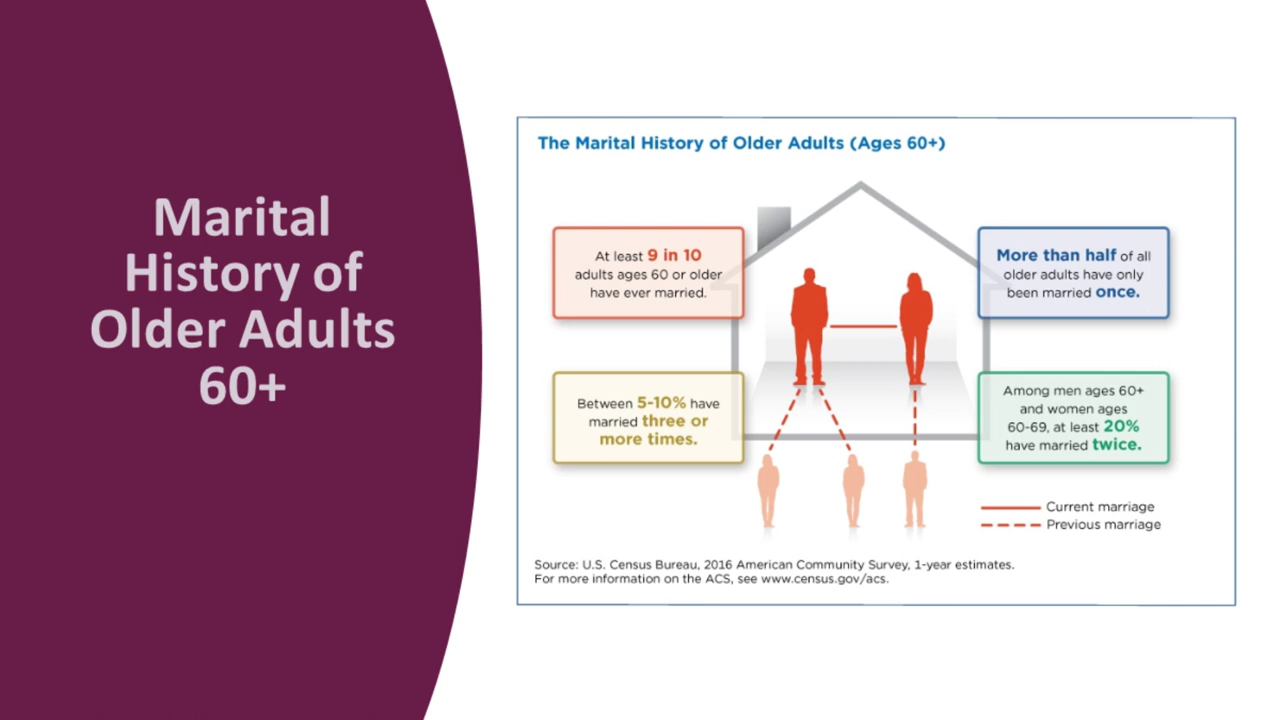 Marital
History of
Older Adults
60+
The Marital History of Older Adults (Ages 60+)
At least 9 in 10
adults ages 60 or older
have ever married.
More than half of all
older adults have only
been married once.
Between 5-10% have
married three or
more times.
Among men ages 60+
and women ages
60-69, at least 20%
have married twice.
Current marriage
Previous marriage
Source: U.S. Census Bureau, 2016 American Community Survey, 1-year estimates.
For more information on the ACS, see www.census.gov/acs.